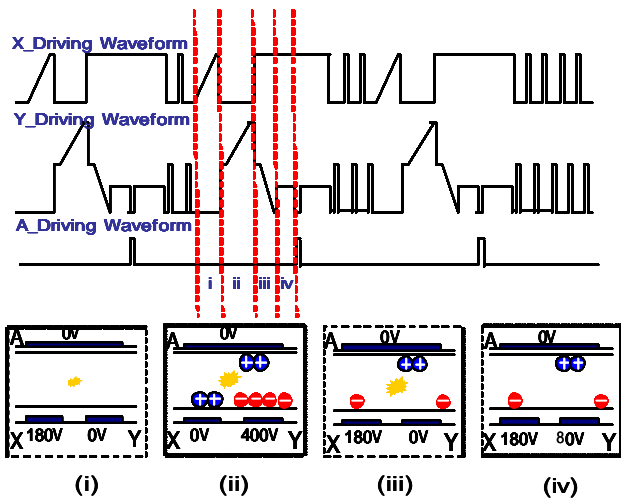 X_Driving Waveform
Y_Driving Waveform
A_Driving Waveform
i ii iii iv
A 0V
X 180V 0V Y
(i)
A 0V
++
++ −−−−
X 0V 400V Y
(ii)
A 0V
++
− −
X 180V 0V Y
(iii)
A 0V
++
− −
X 180V 80V Y
(iv)